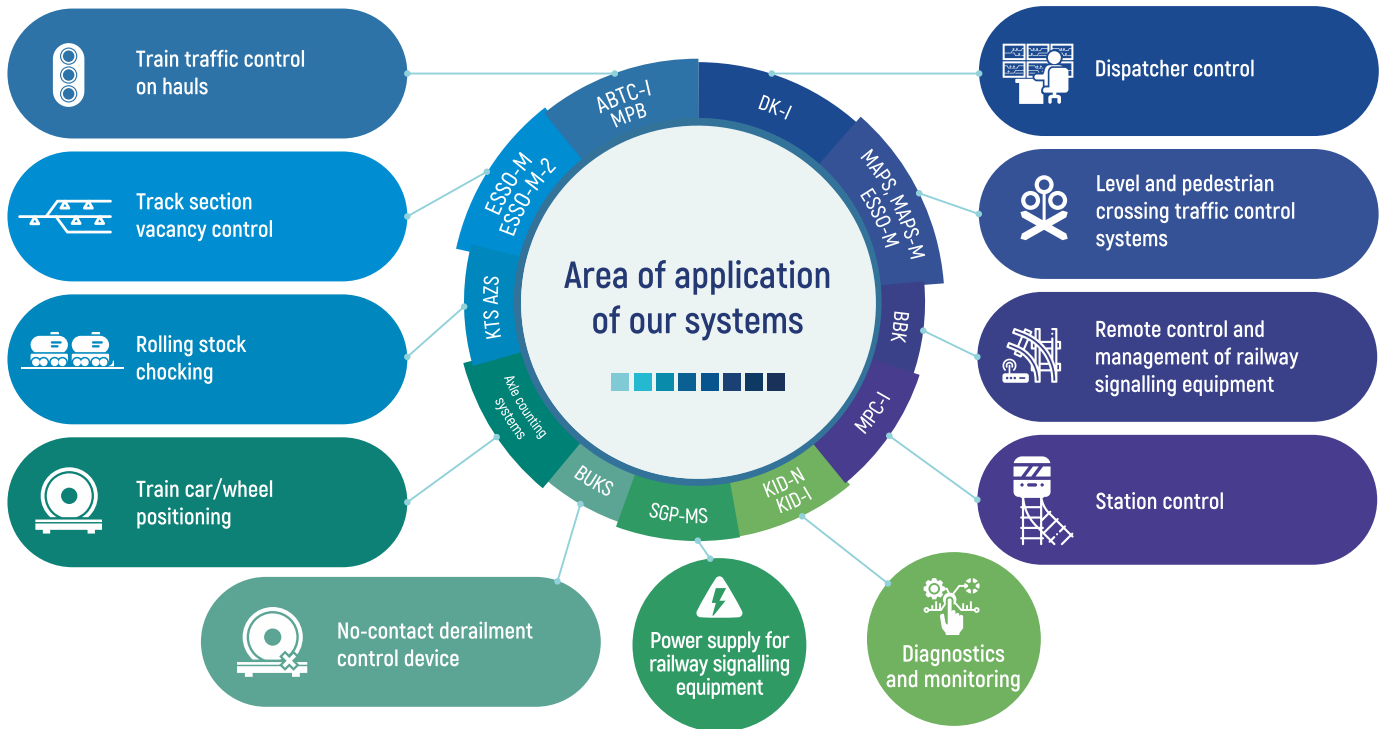 Train traffic control
on hauls
Track section
vacancy control
Rolling stock
chocking
Train car/wheel
positioning
No-contact derailment
control device
Power supply for
railway signalling
equipment
Diagnostics
and monitoring
Station control
Remote control and
management of railway
signalling equipment
Level and pedestrian
crossing traffic control
systems
Dispatcher control
ABTC-I
MPB
DK-I
MAPS, MAPS-M
ESSO-M
BBK
MPC-I
KID-N
KID-I
SGP-MS
BUKS
Axle counting
systems
KTS AZS
ESSO-M
ESSO-M-2
Area of application
of our systems